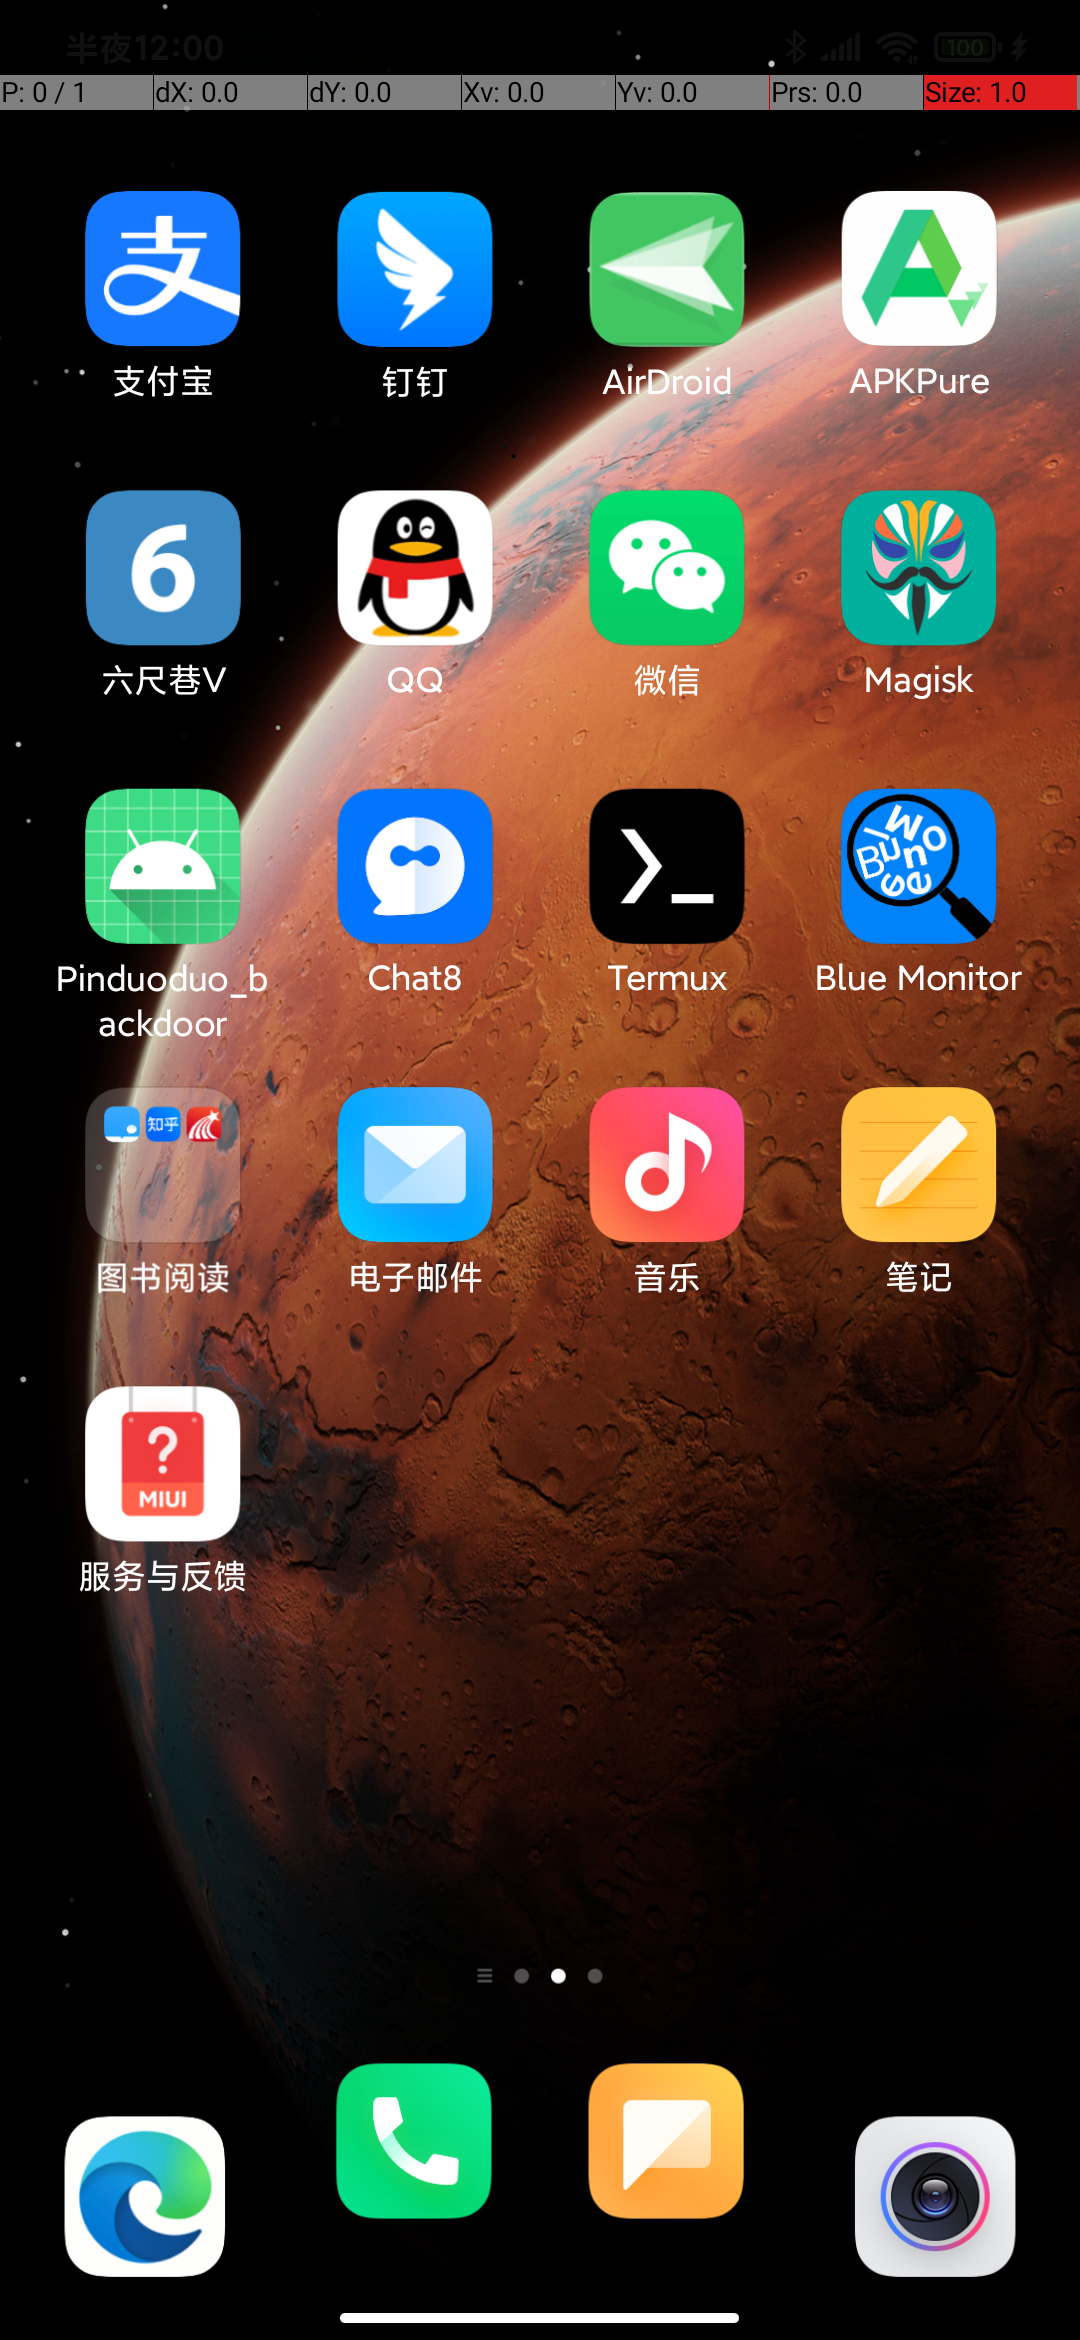 半夜12:00
100
P: 0 / 1
dX: 0.0
dY: 0.0
Xv: 0.0
Yv: 0.0
Prs: 0.0
Size: 1.0
支
支付宝
钉钉
AirDroid
APKPure
6
六尺巷V
QQ
微信
Magisk
Pinduoduo_b
ackdoor
Chat8
Termux
Blue Monitor
知乎
图书阅读
电子邮件
音乐
笔记
?
MIUI
服务与反馈